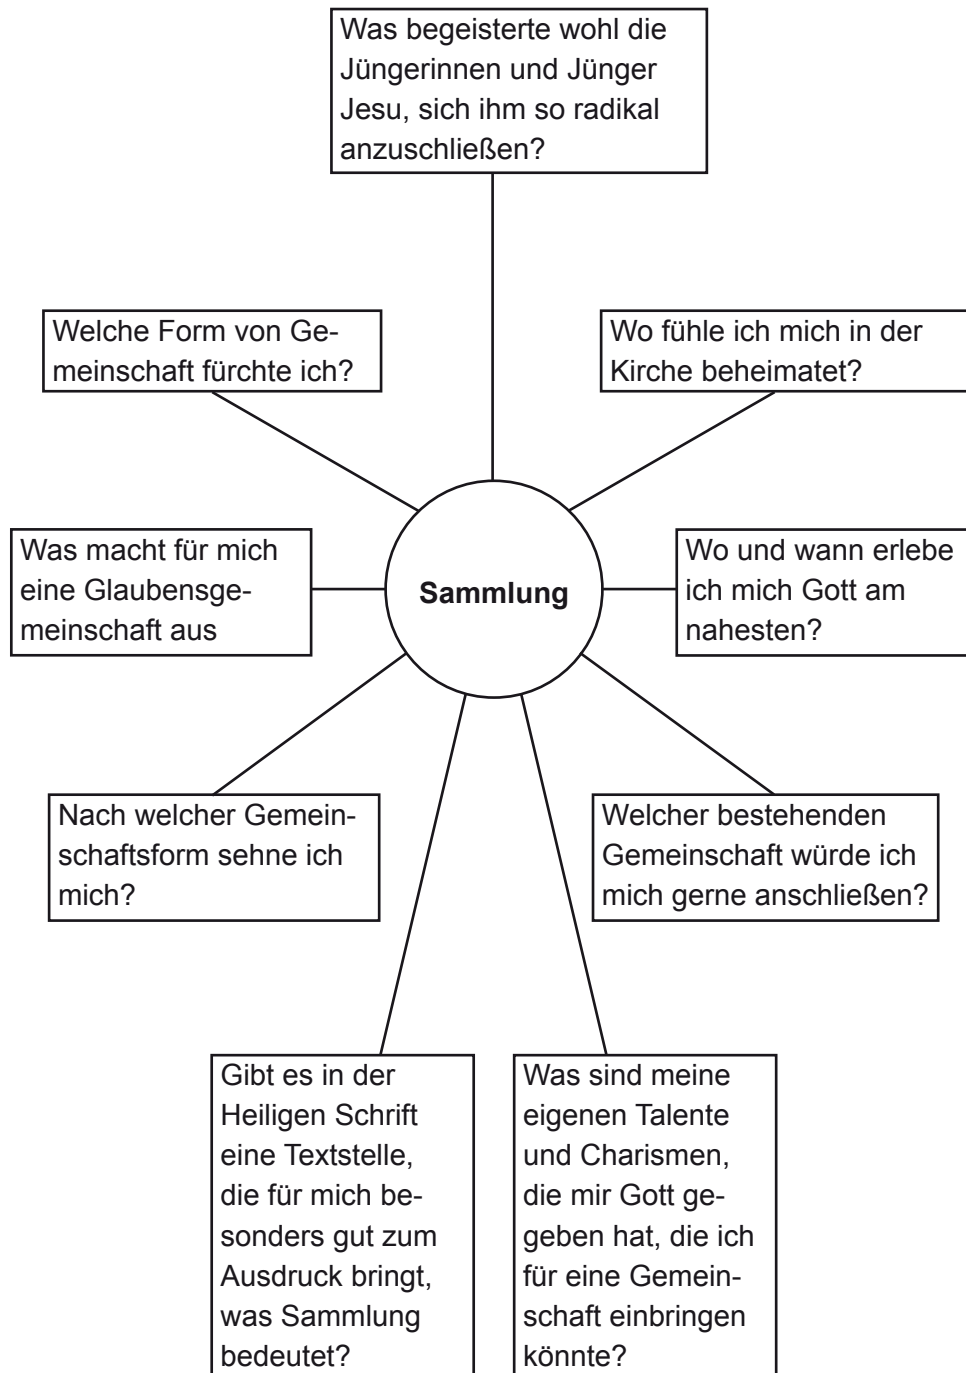 Was begeisterte wohl die
Jüngerinnen und Jünger
Jesu, sich ihm so radikal
anzuschließen?
Welche Form von Ge-
meinschaft fürchte ich?
Wo fühle ich mich in der
Kirche beheimatet?
Was macht für mich
eine Glaubensge-
meinschaft aus
Sammlung
Wo und wann erlebe
ich mich Gott am
nahesten?
Nach welcher Gemein-
schaftsform sehne ich
mich?
Welcher bestehenden
Gemeinschaft würde ich
mich gerne anschließen?
Gibt es in der
Heiligen Schrift
eine Textstelle,
die für mich be-
sonders gut zum
Ausdruck bringt,
was Sammlung
bedeutet?
Was sind meine
eigenen Talente
und Charismen,
die mir Gott ge-
geben hat, die ich
für eine Gemein-
schaft einbringen
könnte?